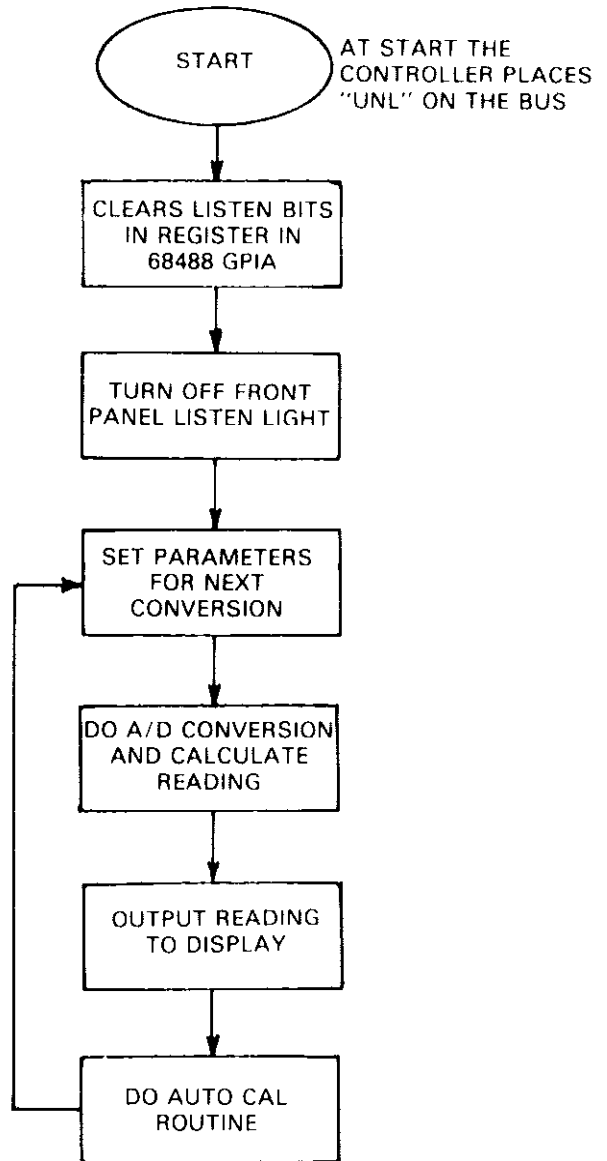 START
AT START THE
CONTROLLER PLACES
"UNL" ON THE BUS
CLEARS LISTEN BITS
IN REGISTER IN
68488 GPIA
TURN OFF FRONT
PANEL LISTEN LIGHT
SET PARAMETERS
FOR NEXT
CONVERSION
DO A/D CONVERSION
AND CALCULATE
READING
OUTPUT READING
TO DISPLAY
DO AUTO CAL
ROUTINE